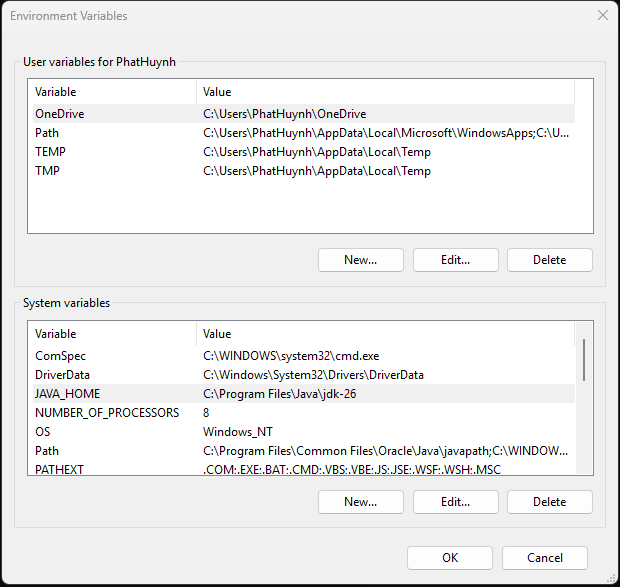 Environment Variables
User variables for PhatHuynh
Variable Value
OneDrive C:\Users\PhatHuynh\OneDrive
Path C:\Users\PhatHuynh\AppData\Local\Microsoft\WindowsApps;C:\U...
TEMP C:\Users\PhatHuynh\AppData\Local\Temp
TMP C:\Users\PhatHuynh\AppData\Local\Temp
New... Edit... Delete
System variables
Variable Value
ComSpec C:\WINDOWS\system32\cmd.exe
DriverData C:\Windows\System32\Drivers\DriverData
JAVA_HOME C:\Program Files\Java\jdk-26
NUMBER_OF_PROCESSORS 8
OS Windows_NT
Path C:\Program Files\Common Files\Oracle\Java\javapath;C:\WINDOW...
PATHEXT .COM;.EXE;.BAT;.CMD;.VBS;.VBE;.JS;.JSE;.WSF;.WSH;.MSC
New... Edit... Delete
OK Cancel